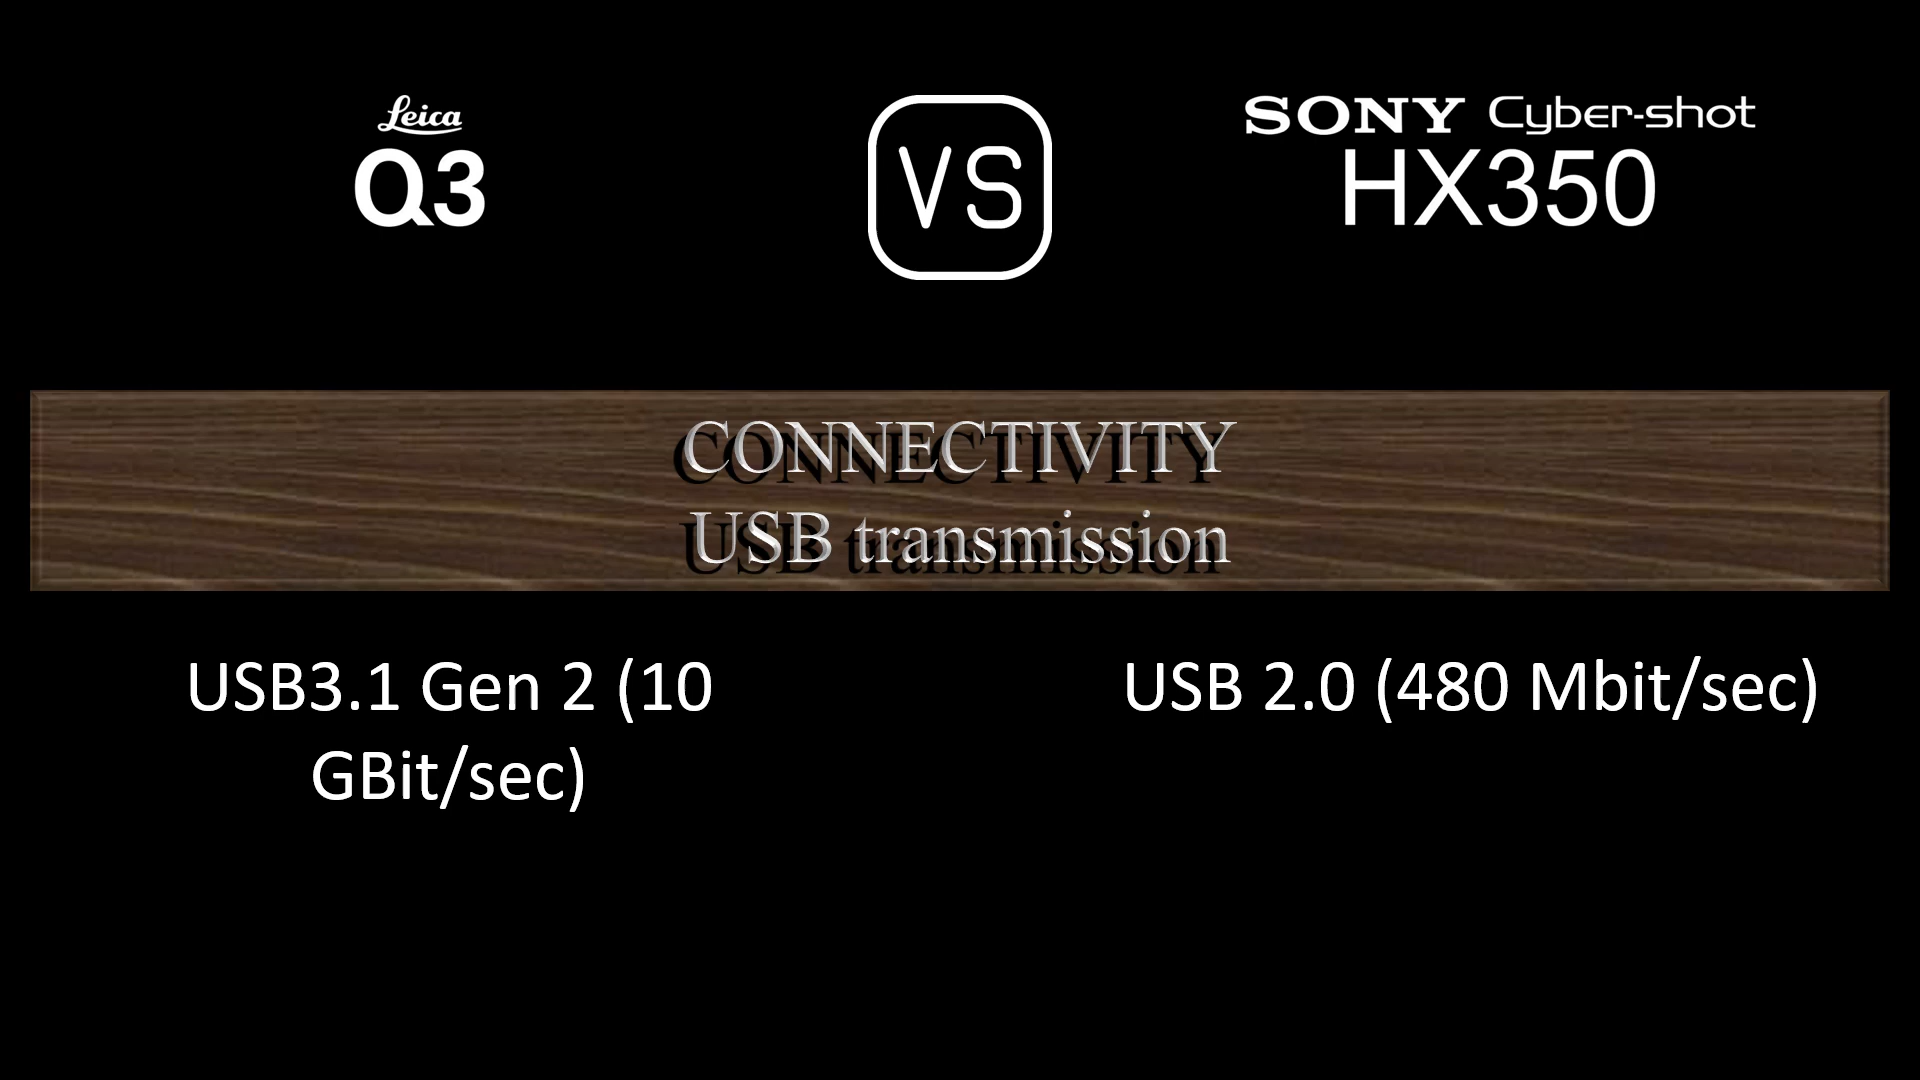 Leica
Q3
VS
SONY Cyber-shot
HX350
CONNECTIVITY
USB transmission
USB3.1 Gen 2 (10
GBit/sec)
USB 2.0 (480 Mbit/sec)